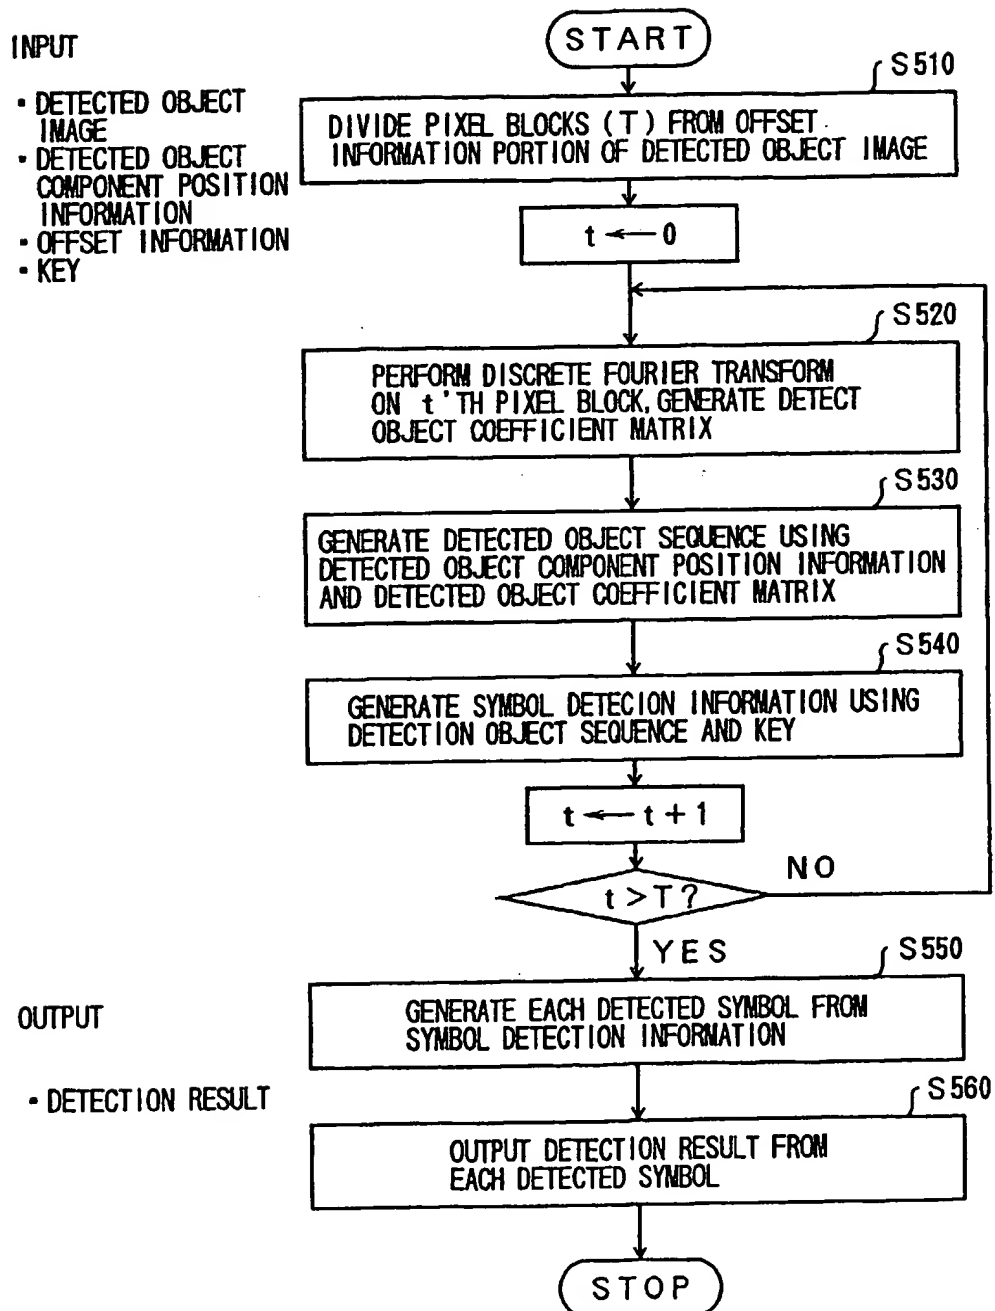 INPUT
• DETECTED OBJECT
IMAGE
• DETECTED OBJECT
COMPONENT POSITION
INFORMATION
• OFFSET INFORMATION
• KEY
START
S510
DIVIDE PIXEL BLOCKS (T) FROM OFFSET
INFORMATION PORTION OF DETECTED OBJECT IMAGE
t ← 0
S520
PERFORM DISCRETE FOURIER TRANSFORM
ON t'TH PIXEL BLOCK, GENERATE DETECT
OBJECT COEFFICIENT MATRIX
S530
GENERATE DETECTED OBJECT SEQUENCE USING
DETECTED OBJECT COMPONENT POSITION INFORMATION
AND DETECTED OBJECT COEFFICIENT MATRIX
S540
GENERATE SYMBOL DETECION INFORMATION USING
DETECTION OBJECT SEQUENCE AND KEY
t ← t + 1
t > T?
NO
YES
S550
GENERATE EACH DETECTED SYMBOL FROM
SYMBOL DETECTION INFORMATION
OUTPUT
• DETECTION RESULT
S560
OUTPUT DETECTION RESULT FROM
EACH DETECTED SYMBOL
STOP